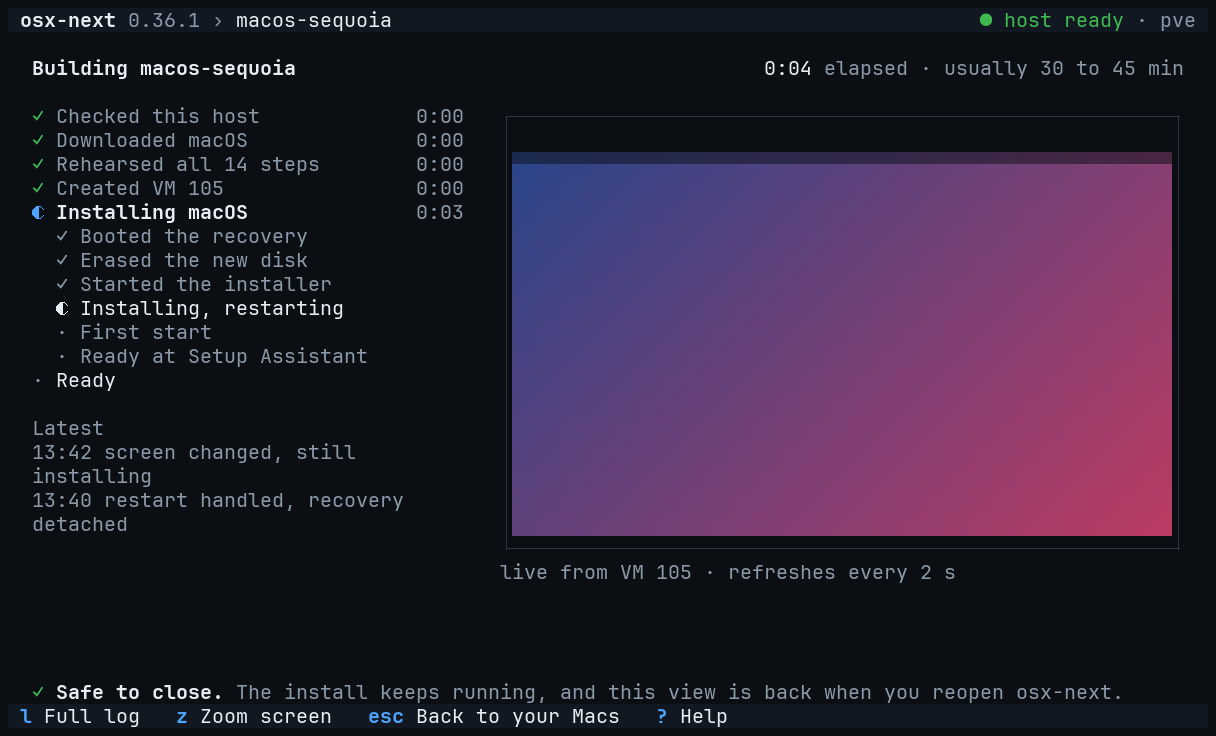 osx-next 0.36.1 › macos-sequoia ● host ready · pve
Building macos-sequoia 0:04 elapsed · usually 30 to 45 min
✓ Checked this host 0:00
✓ Downloaded macOS 0:00
✓ Rehearsed all 14 steps 0:00
✓ Created VM 105 0:00
◐ Installing macOS 0:03
✓ Booted the recovery
✓ Erased the new disk
✓ Started the installer
◐ Installing, restarting
· First start
· Ready at Setup Assistant
· Ready
Latest
13:42 screen changed, still
installing
13:40 restart handled, recovery
detached
live from VM 105 · refreshes every 2 s
✓ Safe to close. The install keeps running, and this view is back when you reopen osx-next.
l Full log z Zoom screen esc Back to your Macs ? Help